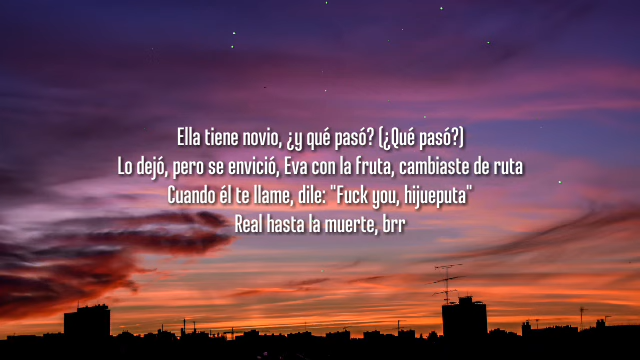 Ella tiene novio, ¿y qué pasó? (¿Qué pasó?)
Lo dejó, pero se envició, Eva con la fruta, cambiaste de ruta
Cuando él te llame, dile: "Fuck you, hijueputa"
Real hasta la muerte, brr